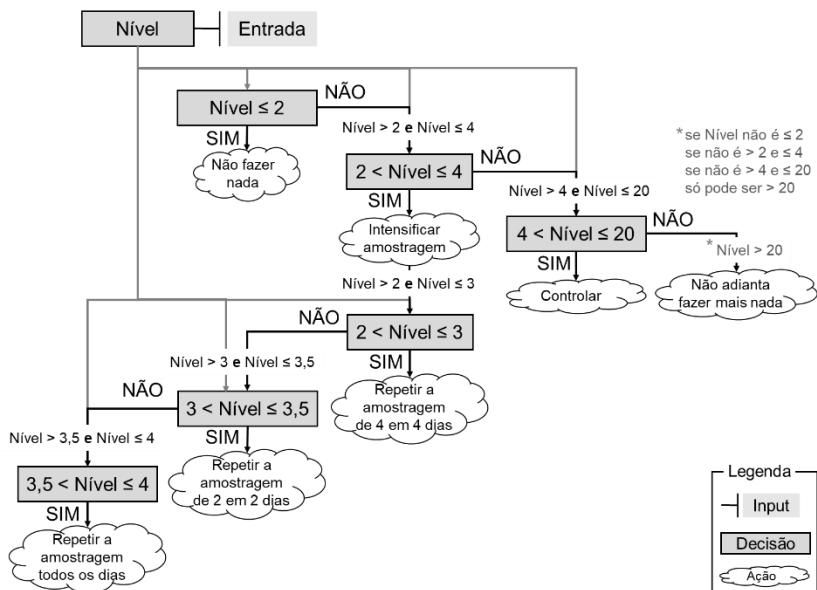 Nível
Entrada
Nível ≤ 2
NÃO
SIM
Não fazer
nada
Nível > 2 e Nível ≤ 4
2 < Nível ≤ 4
NÃO
SIM
Intensificar
amostragem
Nível > 4 e Nível ≤ 20
4 < Nível ≤ 20
NÃO
SIM
Controlar
* Nível > 20
Não adianta
fazer mais nada
* se Nível não é ≤ 2
se não é > 2 e ≤ 4
se não é > 4 e ≤ 20
só pode ser > 20
Nível > 2 e Nível ≤ 3
2 < Nível ≤ 3
NÃO
SIM
Repetir a
amostragem
de 4 em 4 dias
Nível > 3 e Nível ≤ 3,5
3 < Nível ≤ 3,5
NÃO
SIM
Repetir a
amostragem
de 2 em 2 dias
Nível > 3,5 e Nível ≤ 4
3,5 < Nível ≤ 4
SIM
Repetir a
amostragem
todos os dias
Legenda
Input
Decisão
Ação